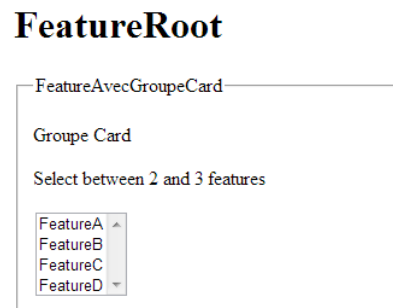 FeatureRoot
FeatureAvecGroupeCard
Groupe Card
Select between 2 and 3 features
FeatureA
FeatureB
FeatureC
FeatureD